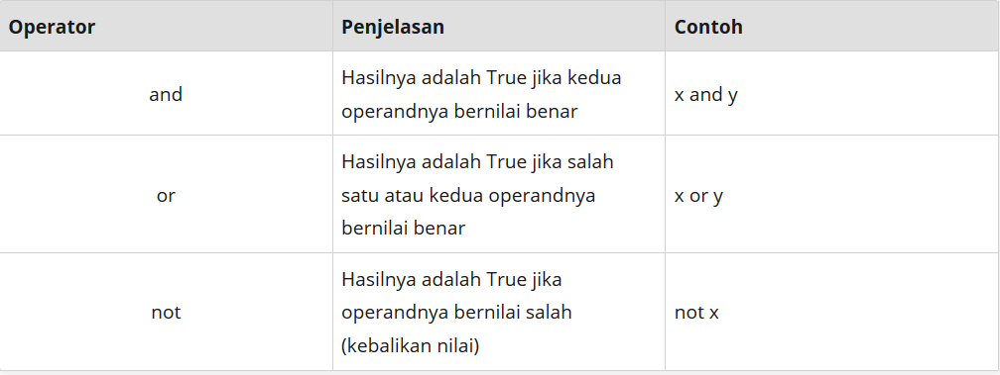 Operator Penjelasan Contoh
and
Hasilnya adalah True jika kedua
operandnya bernilai benar
x and y
or
Hasilnya adalah True jika salah
satu atau kedua operandnya
bernilai benar
x or y
not
Hasilnya adalah True jika
operandnya bernilai salah
(kebalikan nilai)
not x